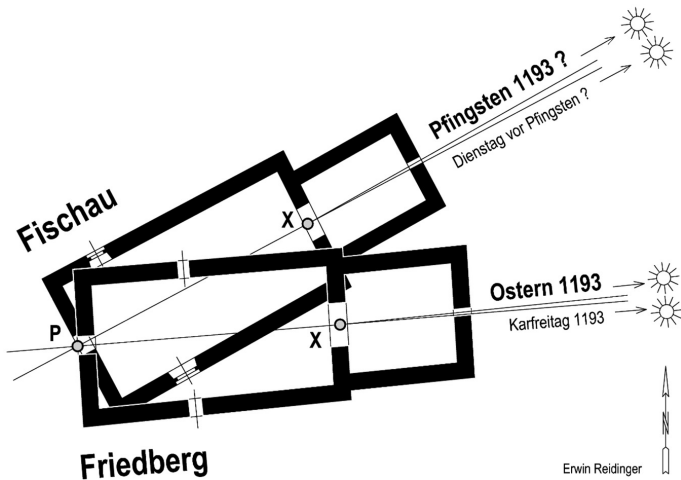 Pfingsten 1193 ?
Dienstag vor Pfingsten ?
Fischau
X
P
Ostern 1193
Karfreitag 1193
X
N
Friedberg
Erwin Reidinger